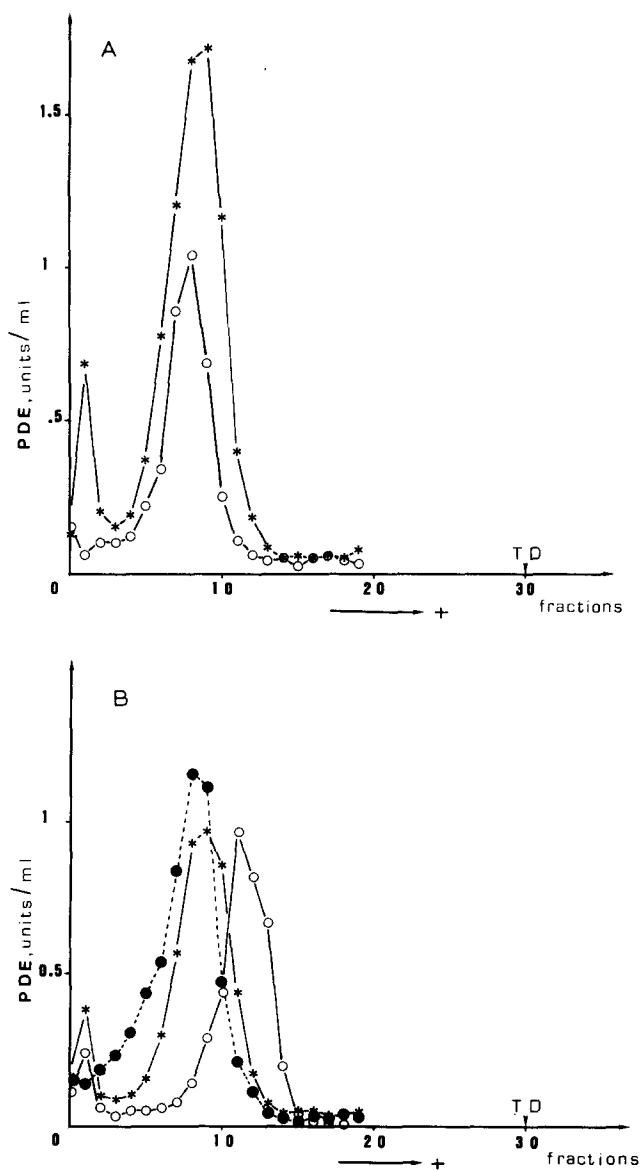 A
PDE, units/ml
1.5
1
.5
0
10
20
30
TD
fractions
+
B
PDE, units/ml
1
0.5
0
10
20
30
TD
fractions
+